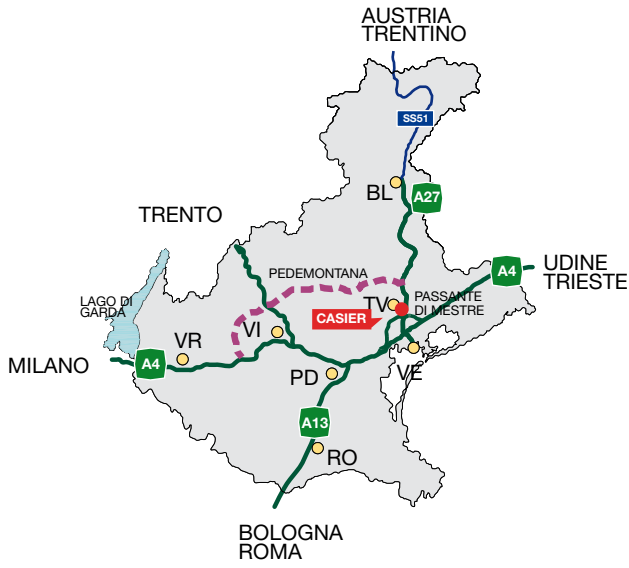 AUSTRIA
TRENTINO
SS51
BL
A27
TRENTO
PEDEMONTANA
A4
UDINE
TRIESTE
LAGO DI
GARDA
TV
PASSANTE
DI MESTRE
CASIER
VI
VR
MILANO
A4
PD
VE
A13
RO
BOLOGNA
ROMA